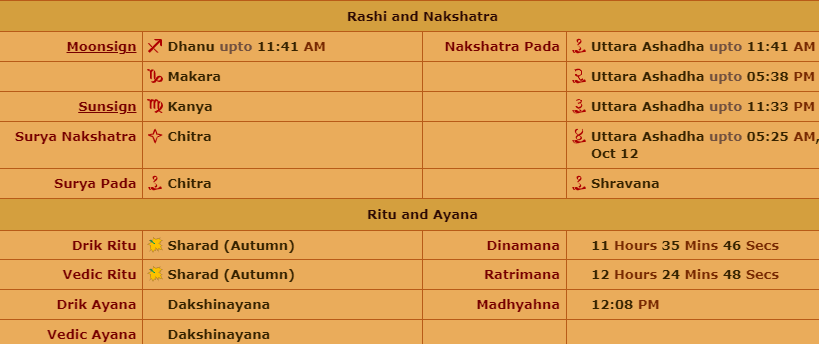 Rashi and Nakshatra
Moonsign Dhanu upto 11:41 AM Nakshatra Pada Uttara Ashadha upto 11:41 AM
Makara Uttara Ashadha upto 05:38 PM
Sunsign Kanya Uttara Ashadha upto 11:33 PM
Surya Nakshatra Chitra Uttara Ashadha upto 05:25 AM,
Oct 12
Surya Pada Chitra Shravana
Ritu and Ayana
Drik Ritu Sharad (Autumn) Dinamana 11 Hours 35 Mins 46 Secs
Vedic Ritu Sharad (Autumn) Ratrimana 12 Hours 24 Mins 48 Secs
Drik Ayana Dakshinayana Madhyahna 12:08 PM
Vedic Ayana Dakshinayana